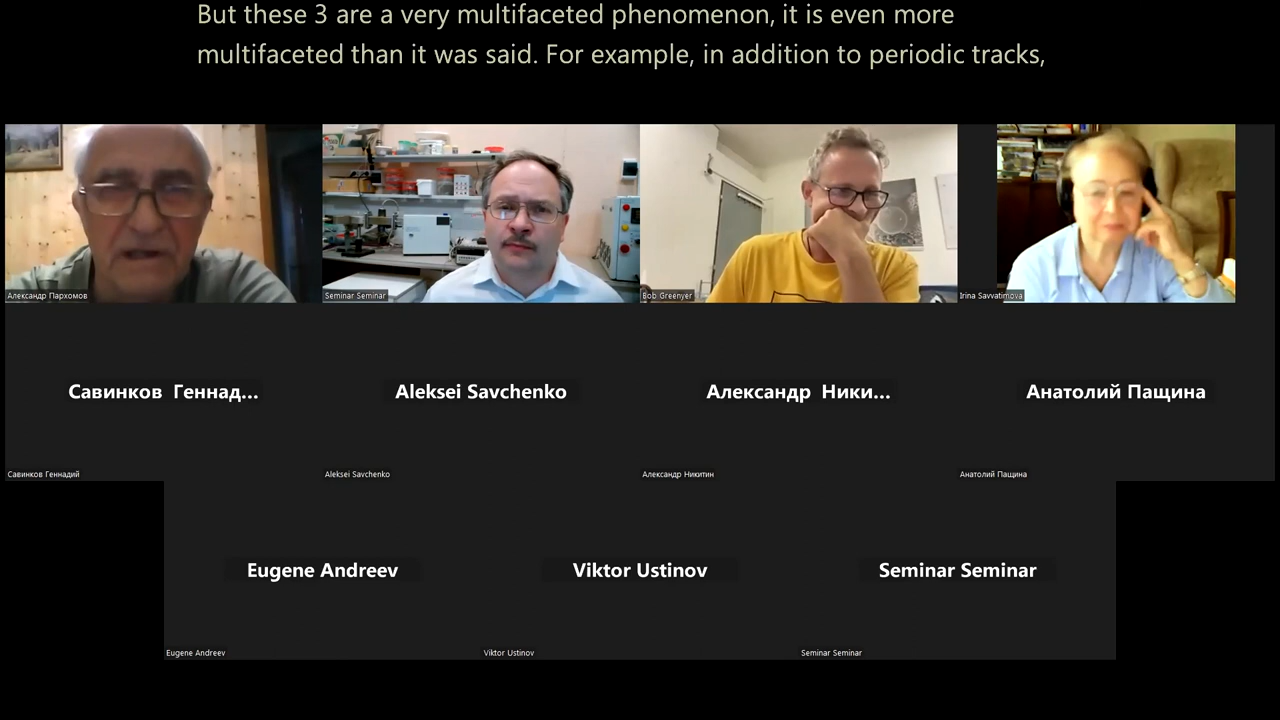 But these 3 are a very multifaceted phenomenon, it is even more
multifaceted than it was said. For example, in addition to periodic tracks,
Александр Пархомов
Seminar Seminar
Bob Greenyer
Irina Savvatimova
Савинков Геннад...
Aleksei Savchenko
Александр Ники...
Анатолий Пащина
Савинков Геннадий
Aleksei Savchenko
Александр Никитин
Анатолий Пащина
Eugene Andreev
Viktor Ustinov
Seminar Seminar
Eugene Andreev
Viktor Ustinov
Seminar Seminar